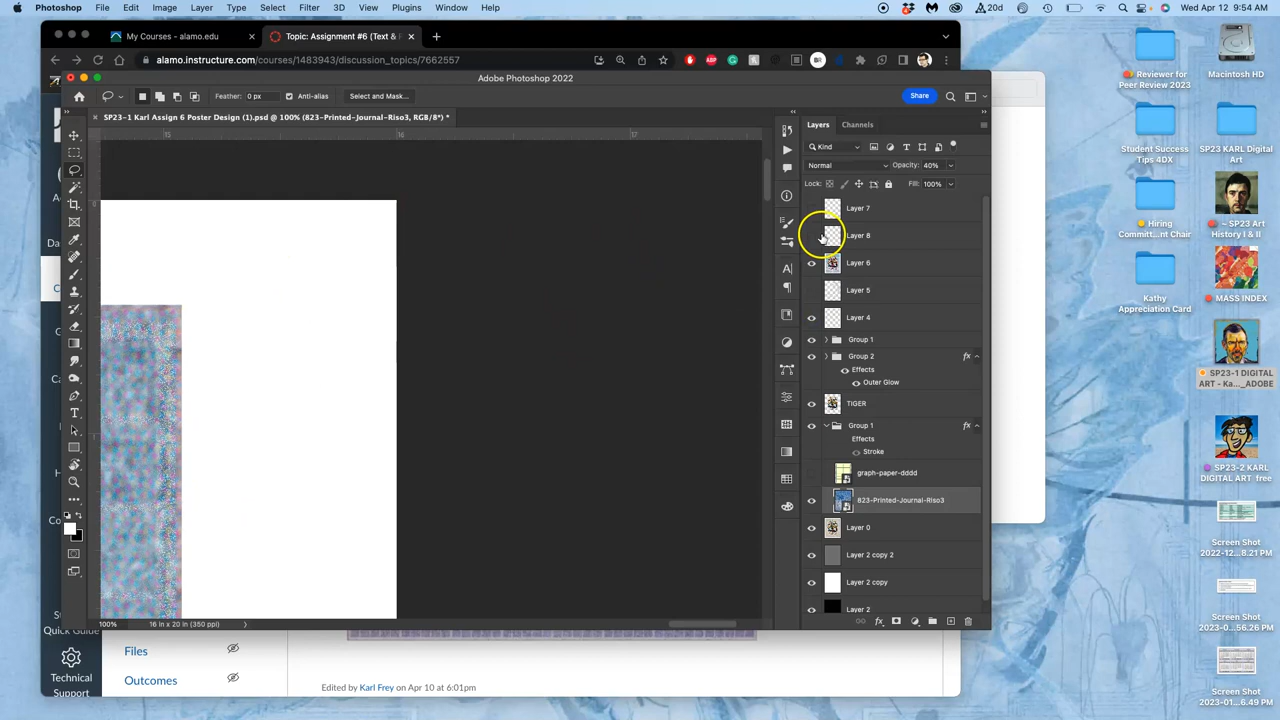 Photoshop File Edit Image Layer Type Select Filter 3D View Plugins Window Help
20d
Wed Apr 12 9:54 AM
My Courses - alamo.edu
Topic: Assignment #6 (Text & F
alamo.instructure.com/courses/1483943/discussion_topics/7662557
ABP
BR
Adobe Photoshop 2022
Feather: 0 px
Anti-alias
Select and Mask...
Share
SP23-1 Karl Assign 6 Poster Design (1).psd @ 100% (823-Printed-Journal-Riso3, RGB/8*) *
15
16
17
0
1
Layers
Channels
Kind
Normal
Opacity: 40%
Lock:
Fill: 100%
Layer 7
Layer 8
Layer 6
Layer 5
Layer 4
Group 1
Group 2
fx
Effects
Outer Glow
TIGER
Group 1
fx
Effects
Stroke
graph-paper-dddd
823-Printed-Journal-Riso3
Layer 0
Layer 2 copy 2
Layer 2 copy
Layer 2
100%
16 in x 20 in (350 ppi)
Quick Guide
Technical
Support
Files
Outcomes
Edited by Karl Frey on Apr 10 at 6:01pm
Reviewer for
Peer Review 2023
Macintosh HD
Student Success
Tips 4DX
SP23 KARL Digital
Art
Hiring
Committ...nt Chair
~ SP23 Art
History I & II
Kathy
Appreciation Card
MASS INDEX
SP23-1 DIGITAL
ART - Ka..._ADOBE
SP23-2 KARL
DIGITAL ART free
Screen Shot
2022-12...8.21 PM
Screen Shot
2023-0...56.26 PM
Screen Shot
2023-01...6.49 PM